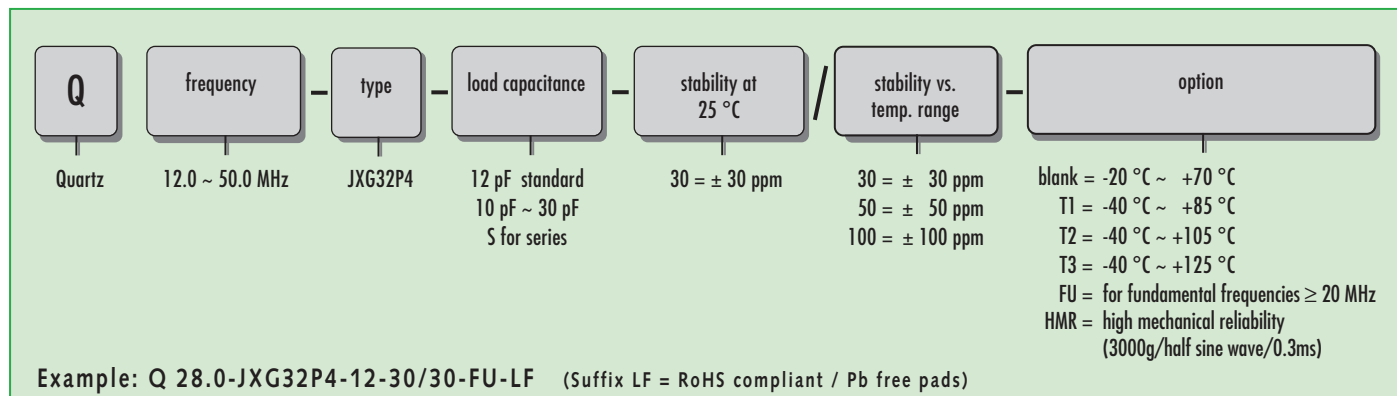 Q
frequency
–
type
–
load capacitance
–
stability at
25 °C
/
stability vs.
temp. range
–
option
Quartz
12.0 ~ 50.0 MHz
JXG32P4
12 pF standard
10 pF ~ 30 pF
S for series
30 = ± 30 ppm
30 = ± 30 ppm
50 = ± 50 ppm
100 = ± 100 ppm
blank = -20 °C ~ +70 °C
T1 = -40 °C ~ +85 °C
T2 = -40 °C ~ +105 °C
T3 = -40 °C ~ +125 °C
FU = for fundamental frequencies ≥ 20 MHz
HMR = high mechanical reliability
(3000g/half sine wave/0.3ms)
Example: Q 28.0-JXG32P4-12-30/30-FU-LF (Suffix LF = RoHS compliant / Pb free pads)